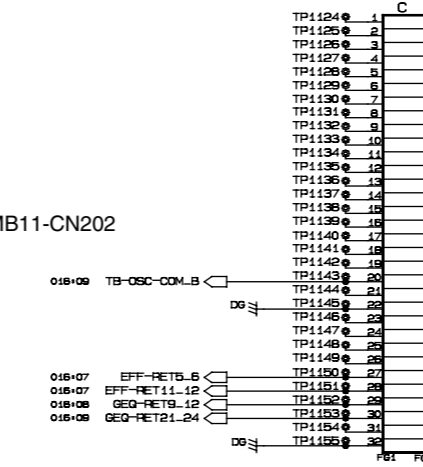 C
TP1124 1
TP1125 2
TP1126 3
TP1127 4
TP1128 5
TP1129 6
TP1130 7
TP1131 8
TP1132 9
TP1133 10
TP1134 11
TP1135 12
TP1136 13
TP1137 14
TP1138 15
TP1139 16
MB11-CN202
TP1140 17
TP1141 18
TP1142 19
016:09 TB-OSC-COM_B TP1143 20
TP1144 21
DG TP1145 22
TP1146 23
TP1147 24
TP1148 25
TP1149 26
016:07 EFF-RET5_6 TP1150 27
016:07 EFF-RET11_12 TP1151 28
016:08 GEQ-RET9_12 TP1152 29
016:08 GEQ-RET21_24 TP1153 30
TP1154 31
DG TP1155 32
FG1